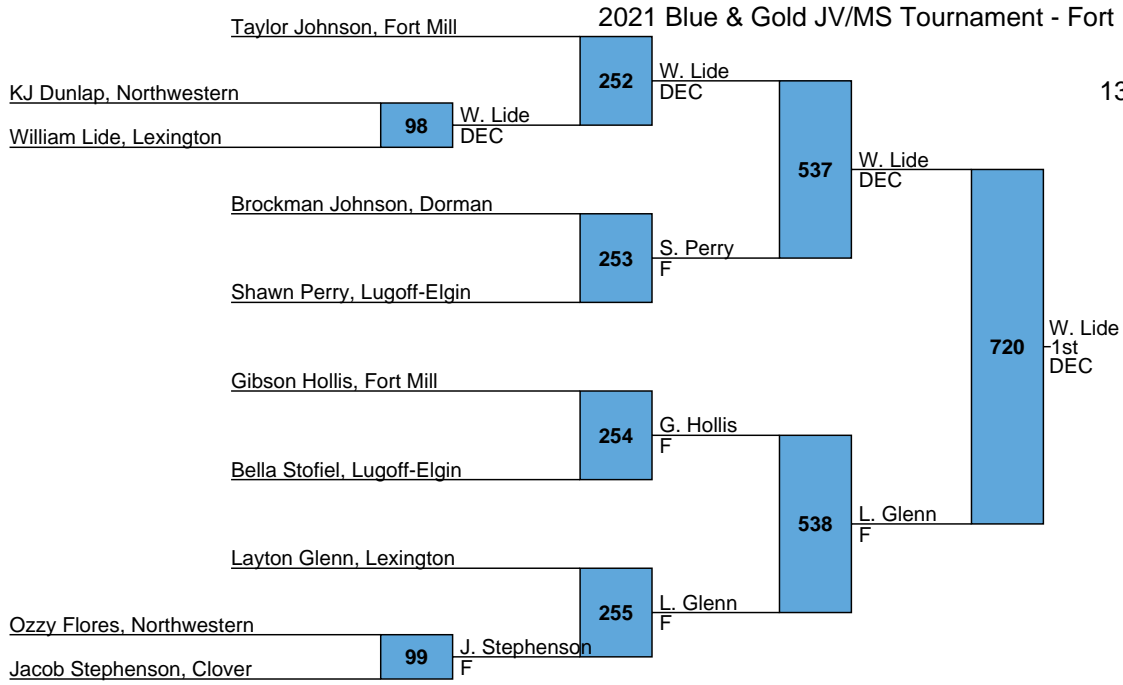 2021 Blue & Gold JV/MS Tournament - Fort
13
Taylor Johnson, Fort Mill
252
W. Lide
DEC
KJ Dunlap, Northwestern
98
W. Lide
DEC
William Lide, Lexington
537
W. Lide
DEC
Brockman Johnson, Dorman
253
S. Perry
F
Shawn Perry, Lugoff-Elgin
720
W. Lide
1st
DEC
Gibson Hollis, Fort Mill
254
G. Hollis
F
Bella Stofiel, Lugoff-Elgin
538
L. Glenn
F
Layton Glenn, Lexington
255
L. Glenn
F
Ozzy Flores, Northwestern
99
J. Stephenson
F
Jacob Stephenson, Clover